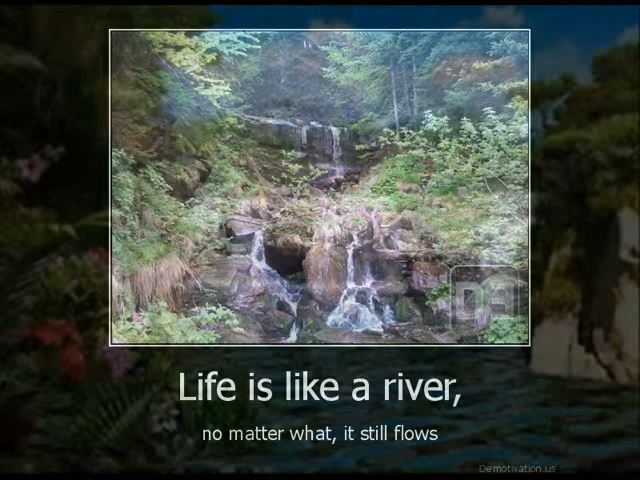 Life is like a river,
no matter what, it still flows
Demotivation.us